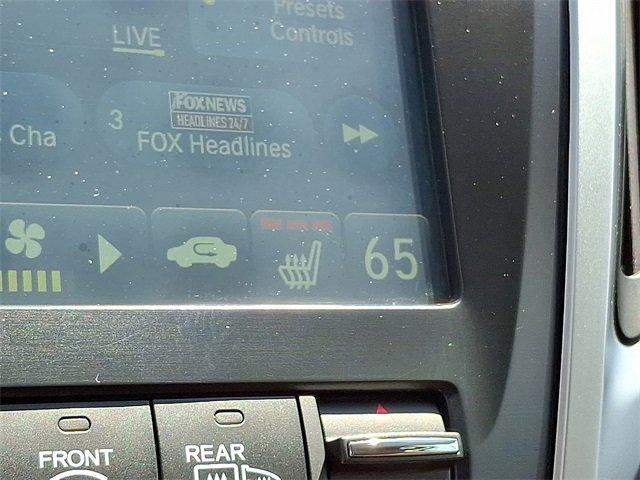 Presets
LIVE
Controls
3
FOX NEWS
HEADLINES 24/7
s Cha
FOX Headlines
65
FRONT
REAR